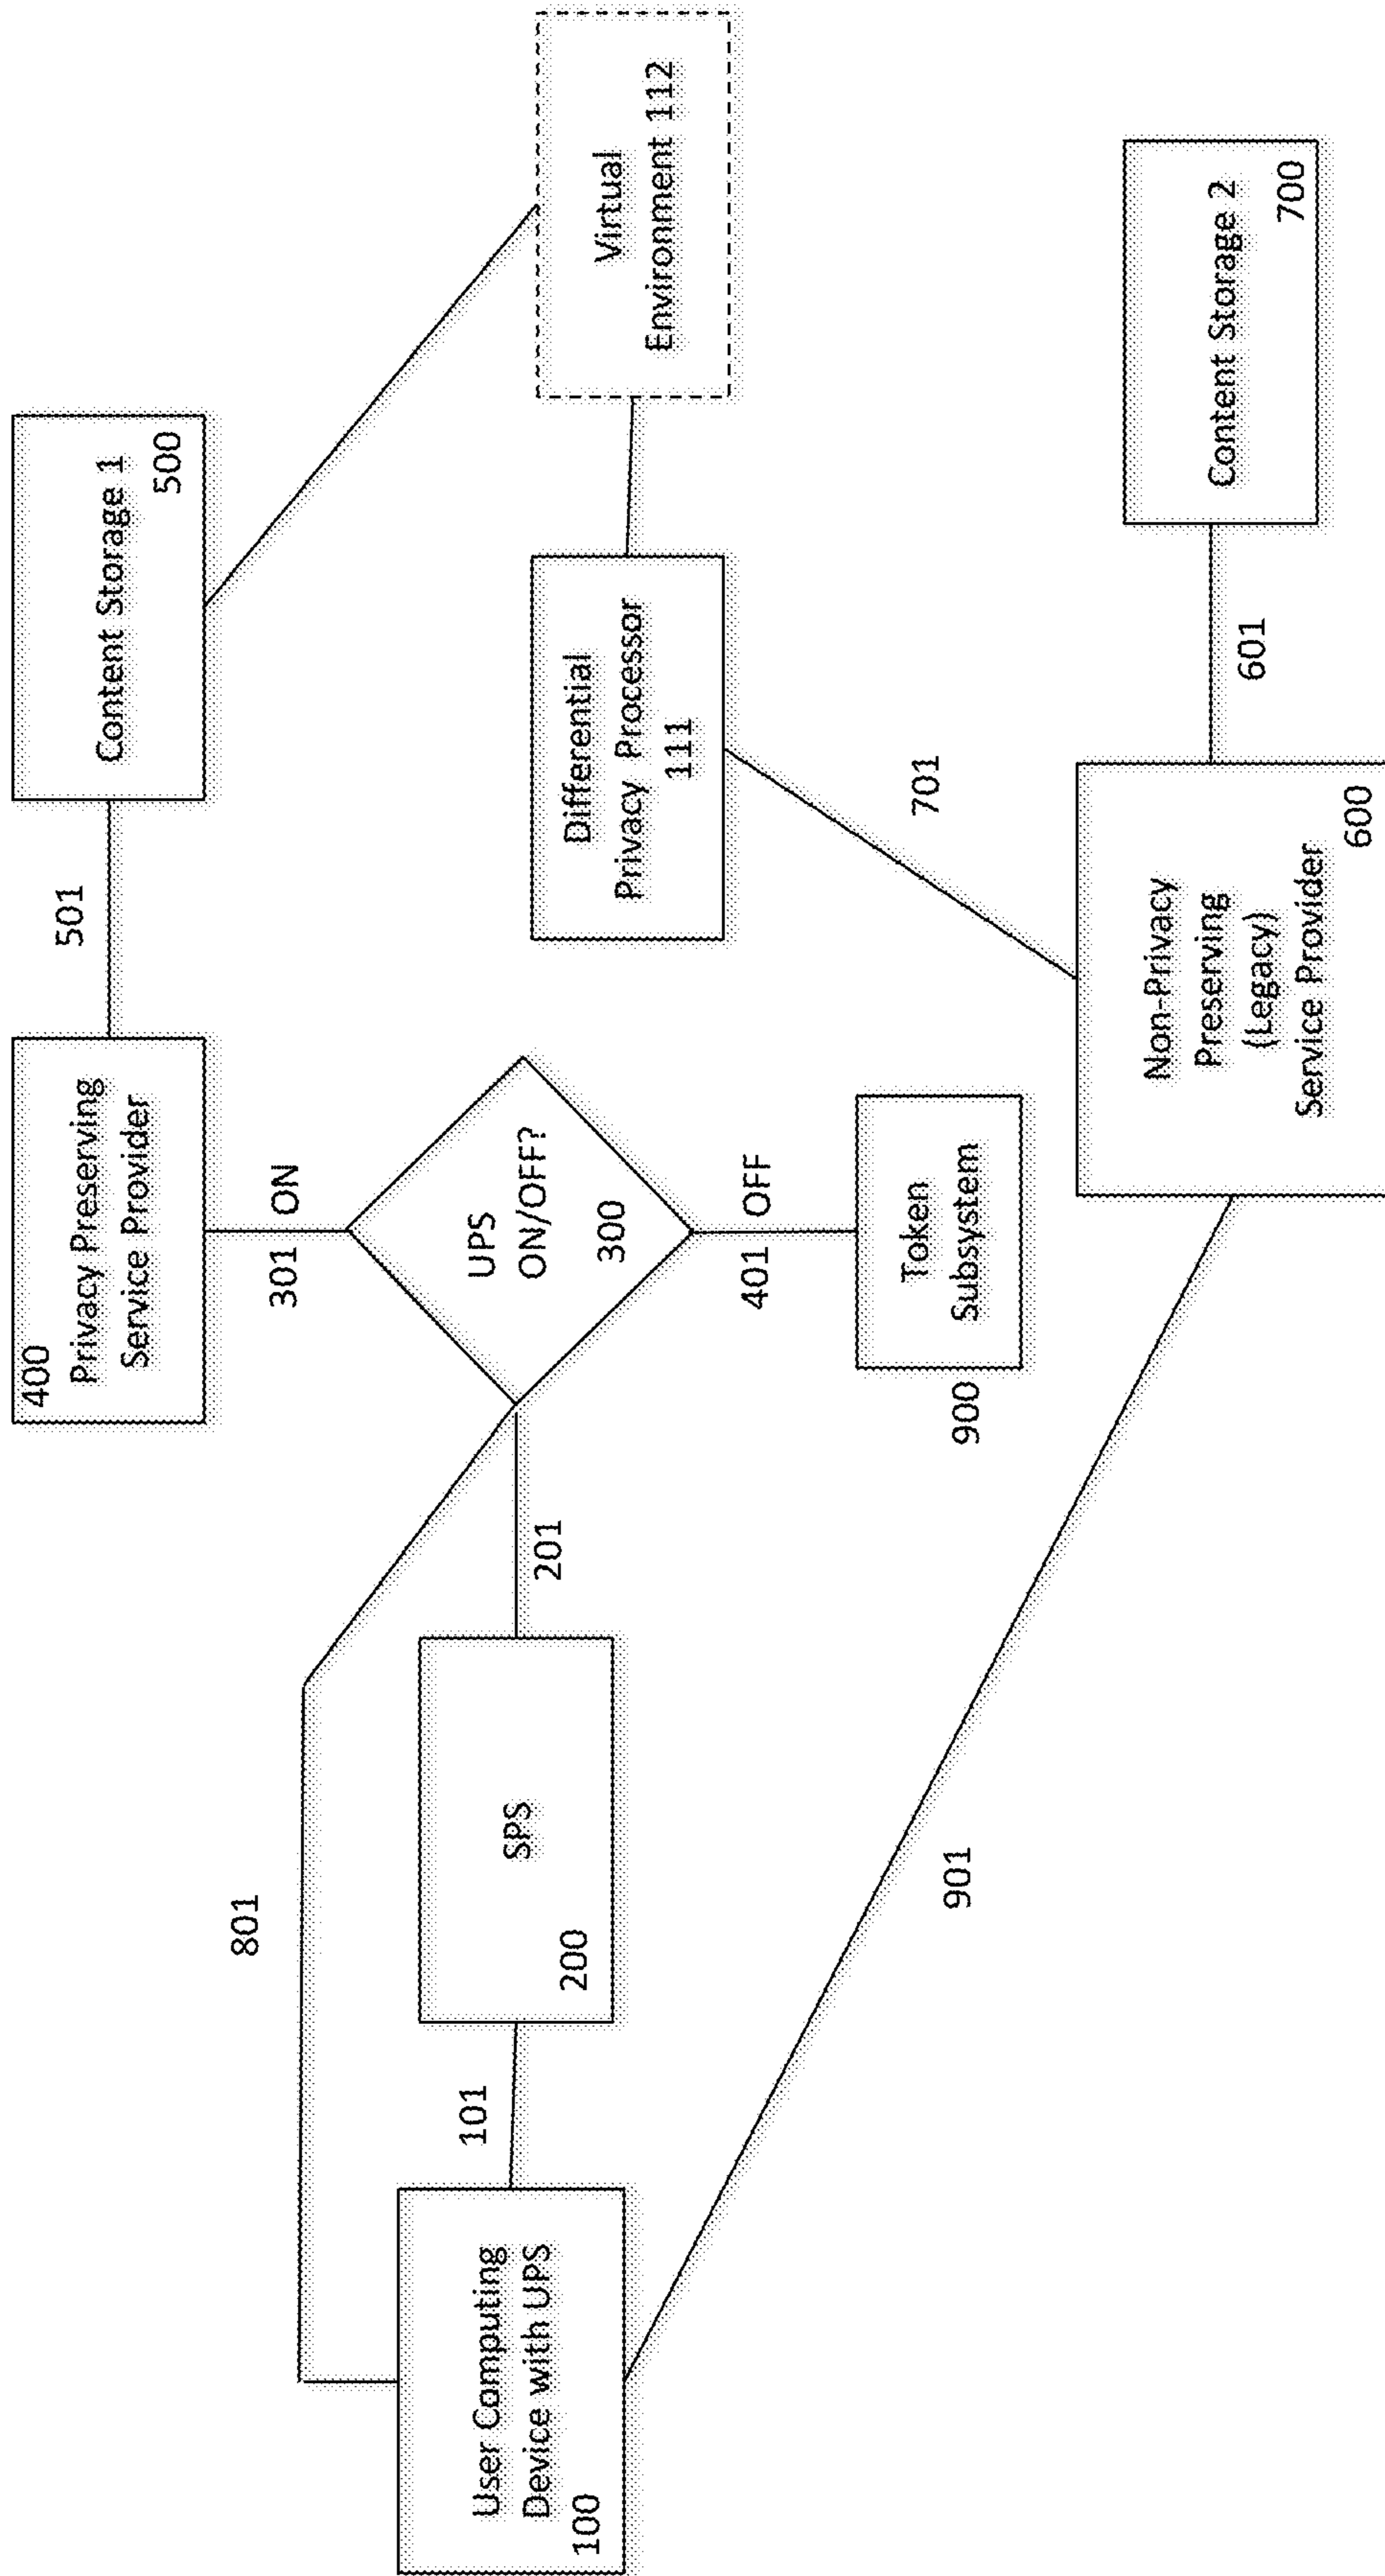 400
Privacy Preserving
Service Provider
501
Content Storage 1
500
301
ON
801
User Computing
Device with UPS
100
101
SPS
200
201
UPS
ON/OFF?
300
Differential
Privacy Processor
111
Virtual
Environment 112
401
OFF
900
Token
Subsystem
701
901
Non-Privacy
Preserving
(Legacy)
Service Provider
600
601
Content Storage 2
700